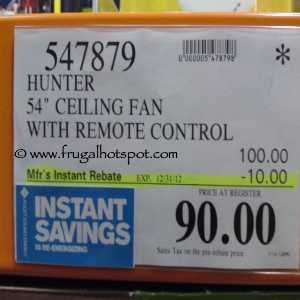 547879
0000005478798
HUNTER
*
54" CEILING FAN
WITH REMOTE CONTROL
© www.frugalhotspot.com
100.00
Mfr's Instant Rebate EXP. 12/31/12 -10.00
PRICE AT REGISTER
INSTANT
SAVINGS
IS RE-ENERGIZING
90.00
Sales Tax on the pre-rebate price